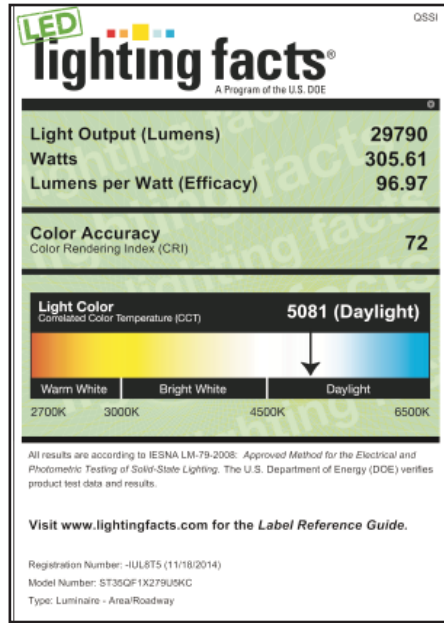 QSSI
LED
lighting facts®
A Program of the U.S. DOE
Light Output (Lumens) 29790
Watts 305.61
Lumens per Watt (Efficacy) 96.97
Color Accuracy
Color Rendering Index (CRI) 72
Light Color
Correlated Color Temperature (CCT) 5081 (Daylight)
Warm White Bright White Daylight
2700K 3000K 4500K 6500K
All results are according to IESNA LM-79-2008: Approved Method for the Electrical and
Photometric Testing of Solid-State Lighting. The U.S. Department of Energy (DOE) verifies
product test data and results.
Visit www.lightingfacts.com for the Label Reference Guide.
Registration Number: -IUL8T5 (11/18/2014)
Model Number: ST35QF1X279U5KC
Type: Luminaire - Area/Roadway